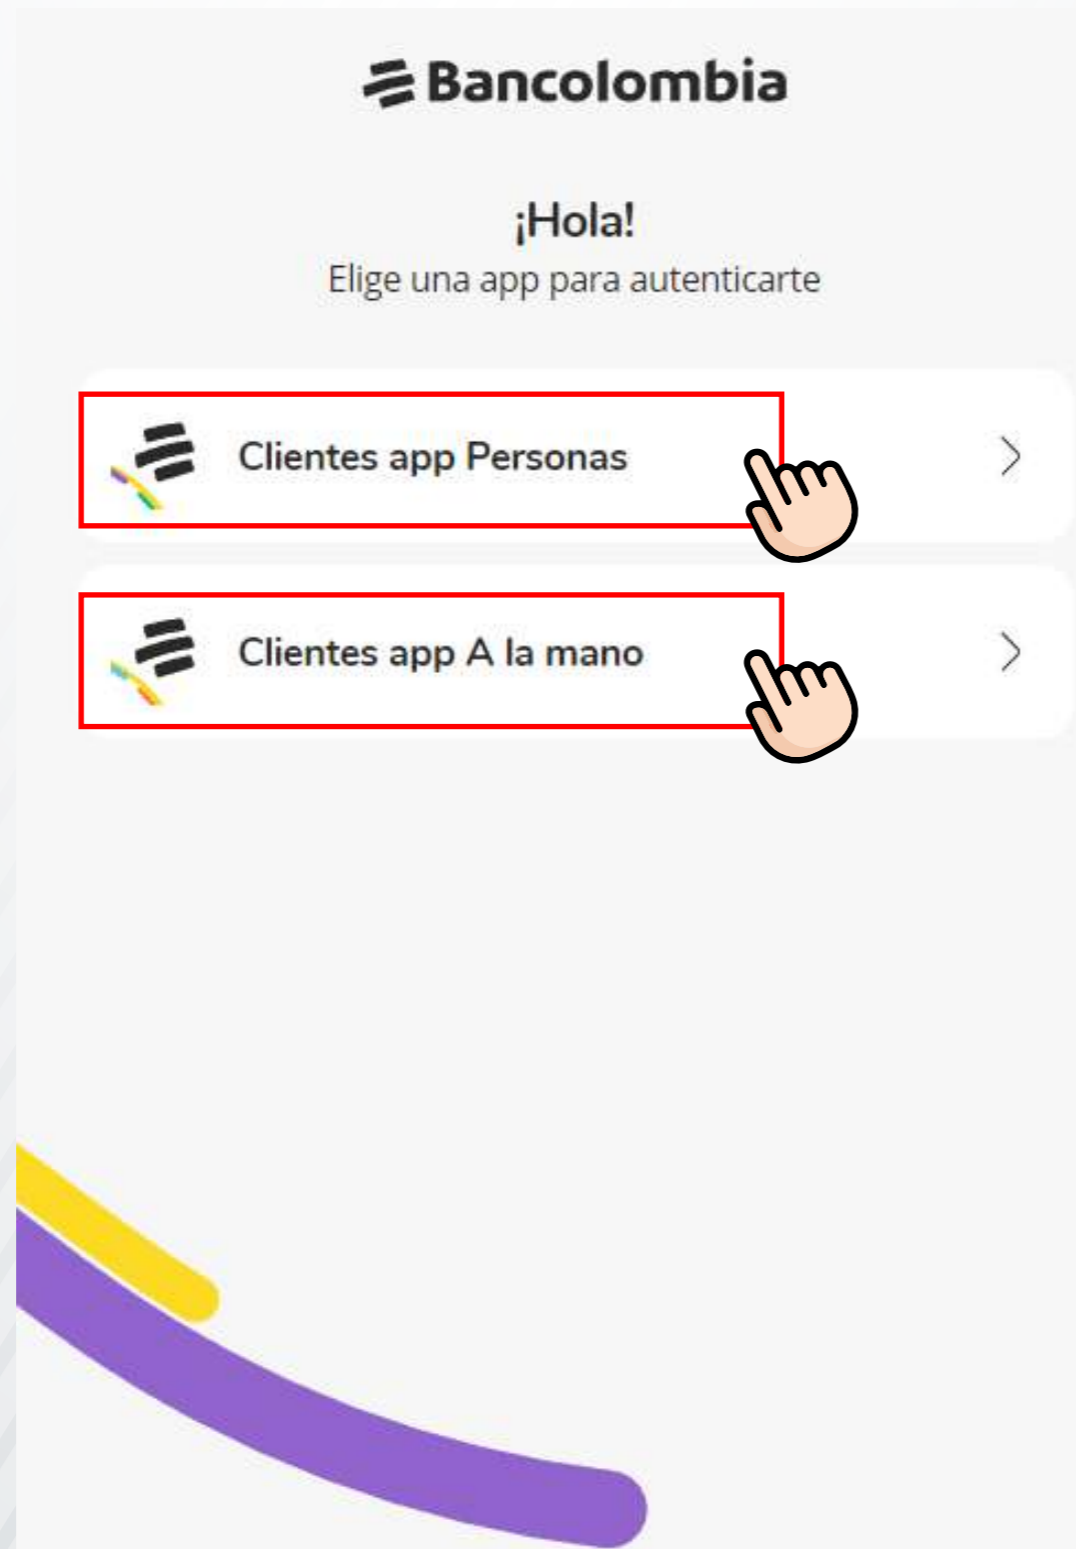 Bancolombia
¡Hola!
Elige una app para autenticarte
Clientes app Personas
Clientes app A la mano